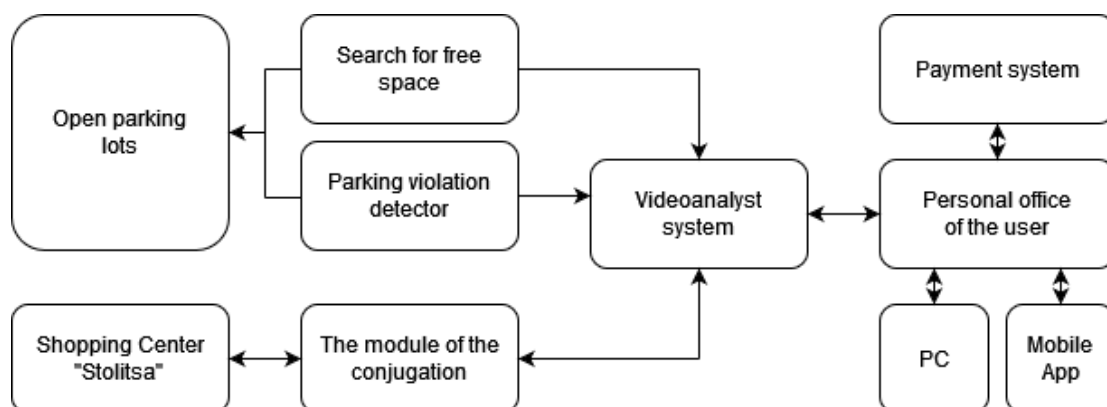 Open parking
lots
Search for free
space
Parking violation
detector
Videoanalyst
system
Payment system
Personal office
of the user
Shopping Center
"Stolitsa"
The module of the
conjugation
PC
Mobile
App